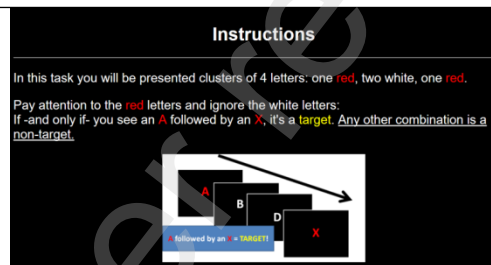 Instructions
In this task you will be presented clusters of 4 letters: one red, two white, one red.
Pay attention to the red letters and ignore the white letters:
If -and only if- you see an A followed by an X, it's a target. Any other combination is a
non-target.
A
B
D
X
A followed by an X = TARGET!